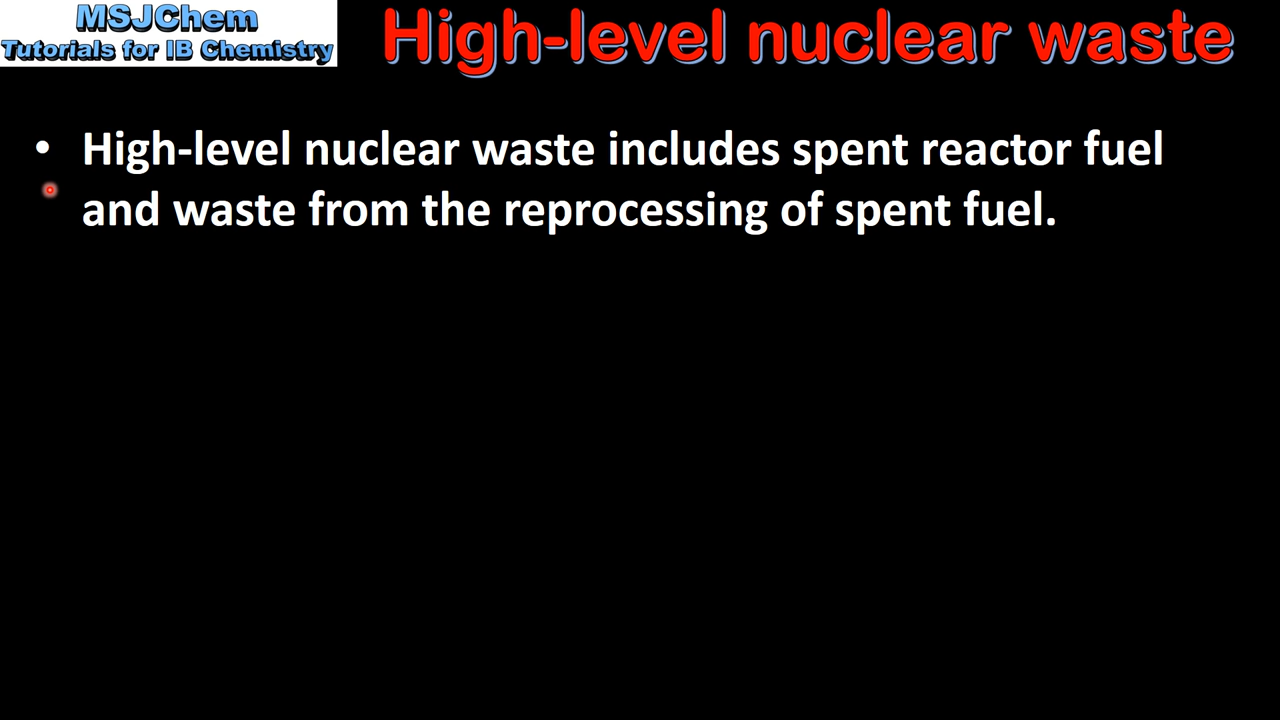 MSJChem
Tutorials for IB Chemistry
High-level nuclear waste
• High-level nuclear waste includes spent reactor fuel
and waste from the reprocessing of spent fuel.